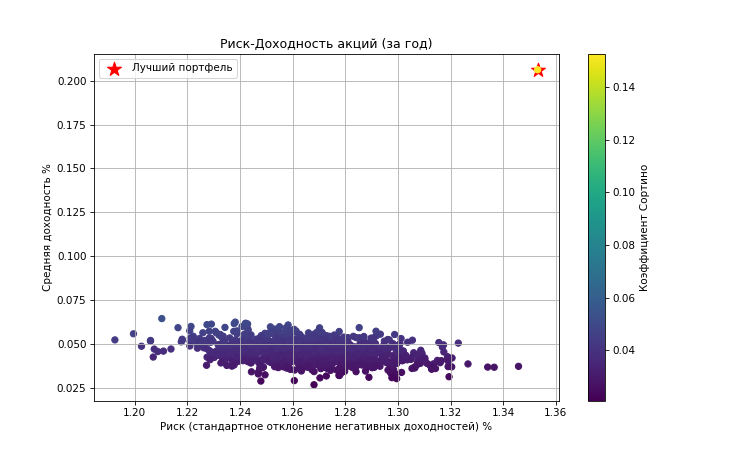 Риск-Доходность акций (за год)
Лучший портфель
0.200
0.175
0.150
0.125
0.100
0.075
0.050
0.025
Средняя доходность %
1.20 1.22 1.24 1.26 1.28 1.30 1.32 1.34 1.36
Риск (стандартное отклонение негативных доходностей) %
0.14
0.12
0.10
0.08
0.06
0.04
Коэффициент Сортино